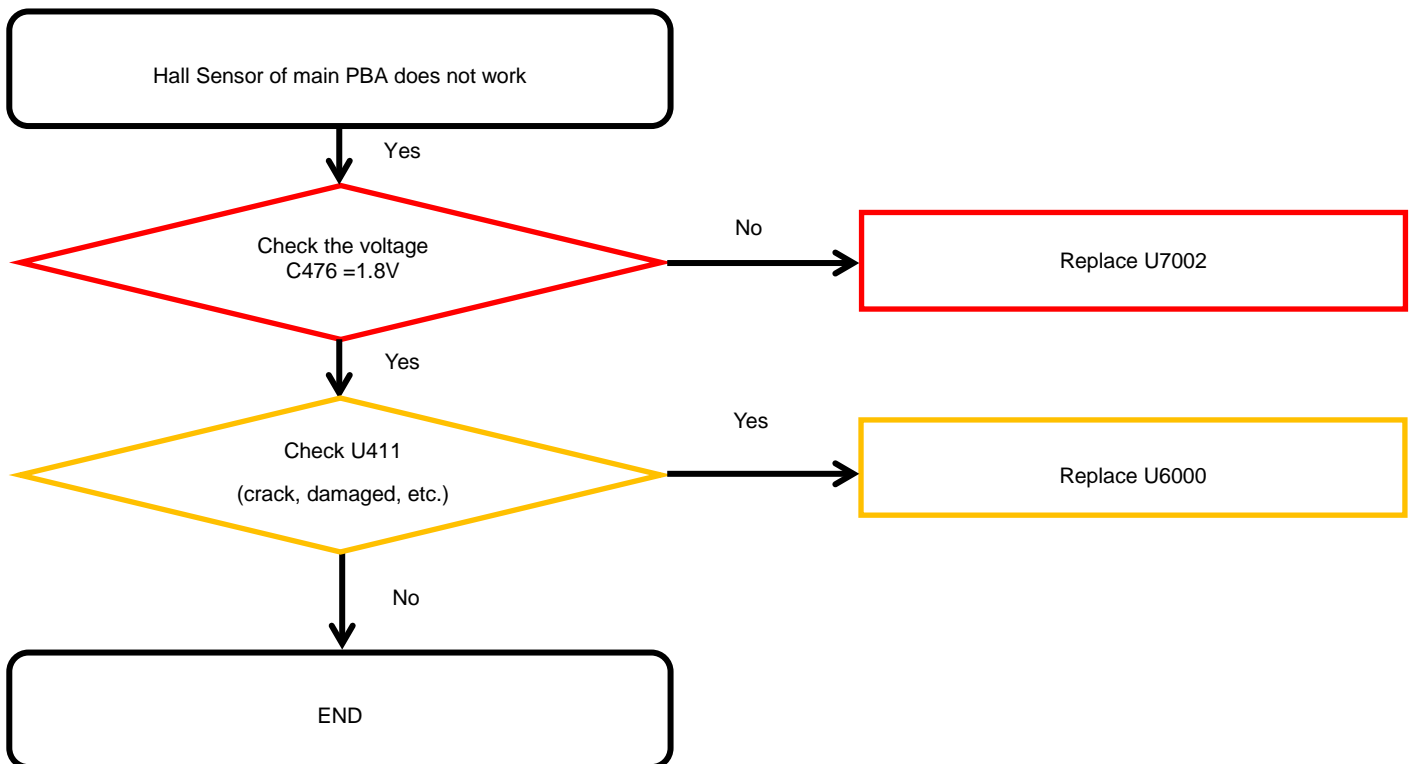 Hall Sensor of main PBA does not work
Yes
Check the voltage
C476 =1.8V
No
Replace U7002
Yes
Check U411
(crack, damaged, etc.)
Yes
Replace U6000
No
END